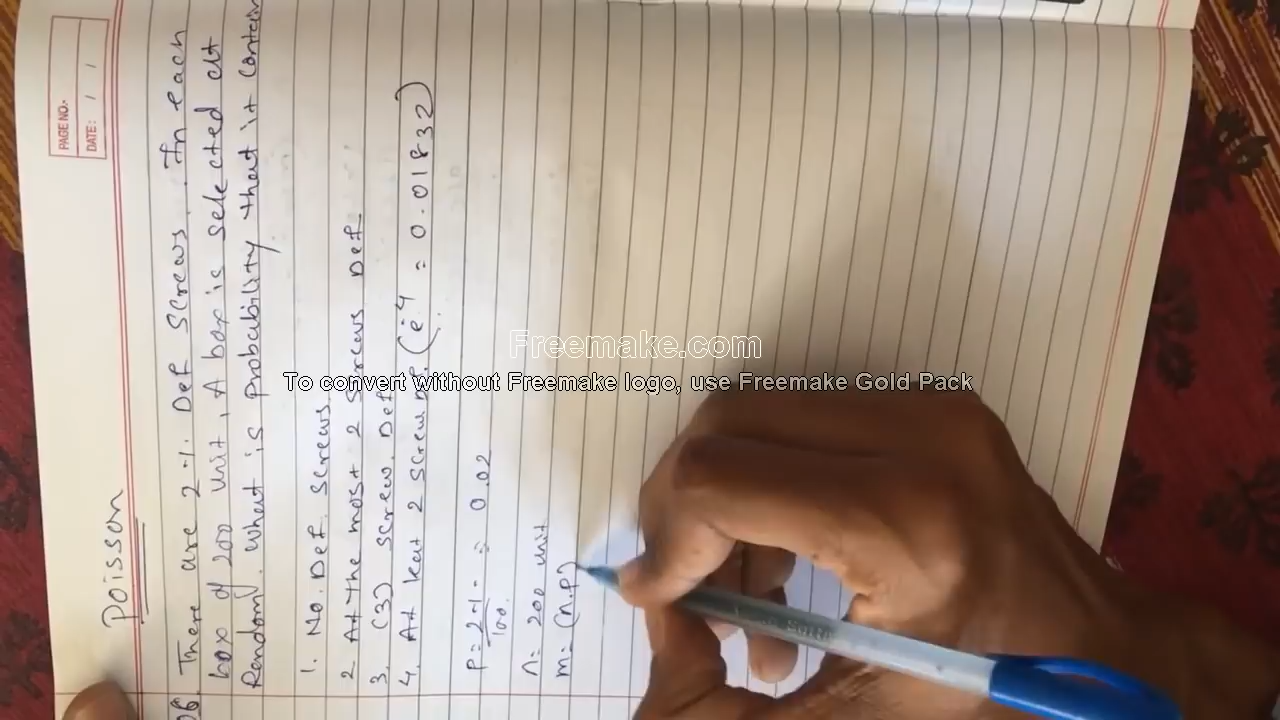 PAGE NO:-
DATE: / /
Poisson
06. There are 2 %. Def screws. In each
box of 200 unit, A box is selected at
Random. What is Probability that it contain
1. No. Def. Screws.
2. At the most 2 Screws Def
3. (3) screw Def
4. At least 2 screw (e⁻⁴ = 0.01832)
P = 2% = 0.02
100.
n = 200 unit
m = (n.p)
Freemake.com
To convert without Freemake logo, use Freemake Gold Pack